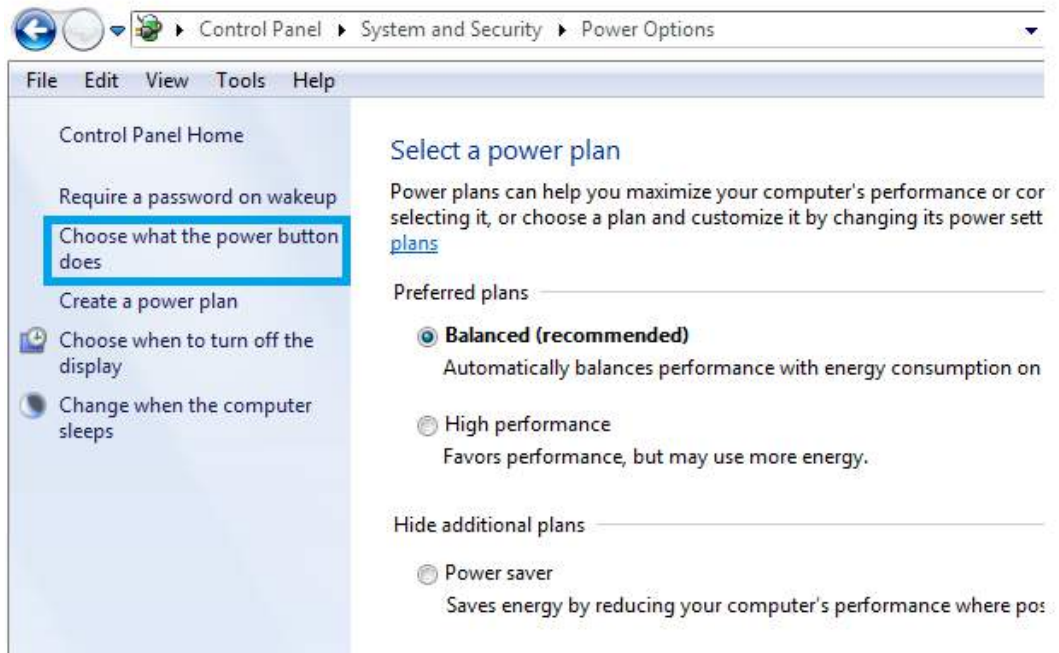 Control Panel System and Security Power Options
File Edit View Tools Help
Control Panel Home
Require a password on wakeup
Choose what the power button
does
Create a power plan
Choose when to turn off the
display
Change when the computer
sleeps
Select a power plan
Power plans can help you maximize your computer's performance or cor
selecting it, or choose a plan and customize it by changing its power sett
plans
Preferred plans
Balanced (recommended)
Automatically balances performance with energy consumption on
High performance
Favors performance, but may use more energy.
Hide additional plans
Power saver
Saves energy by reducing your computer's performance where pos